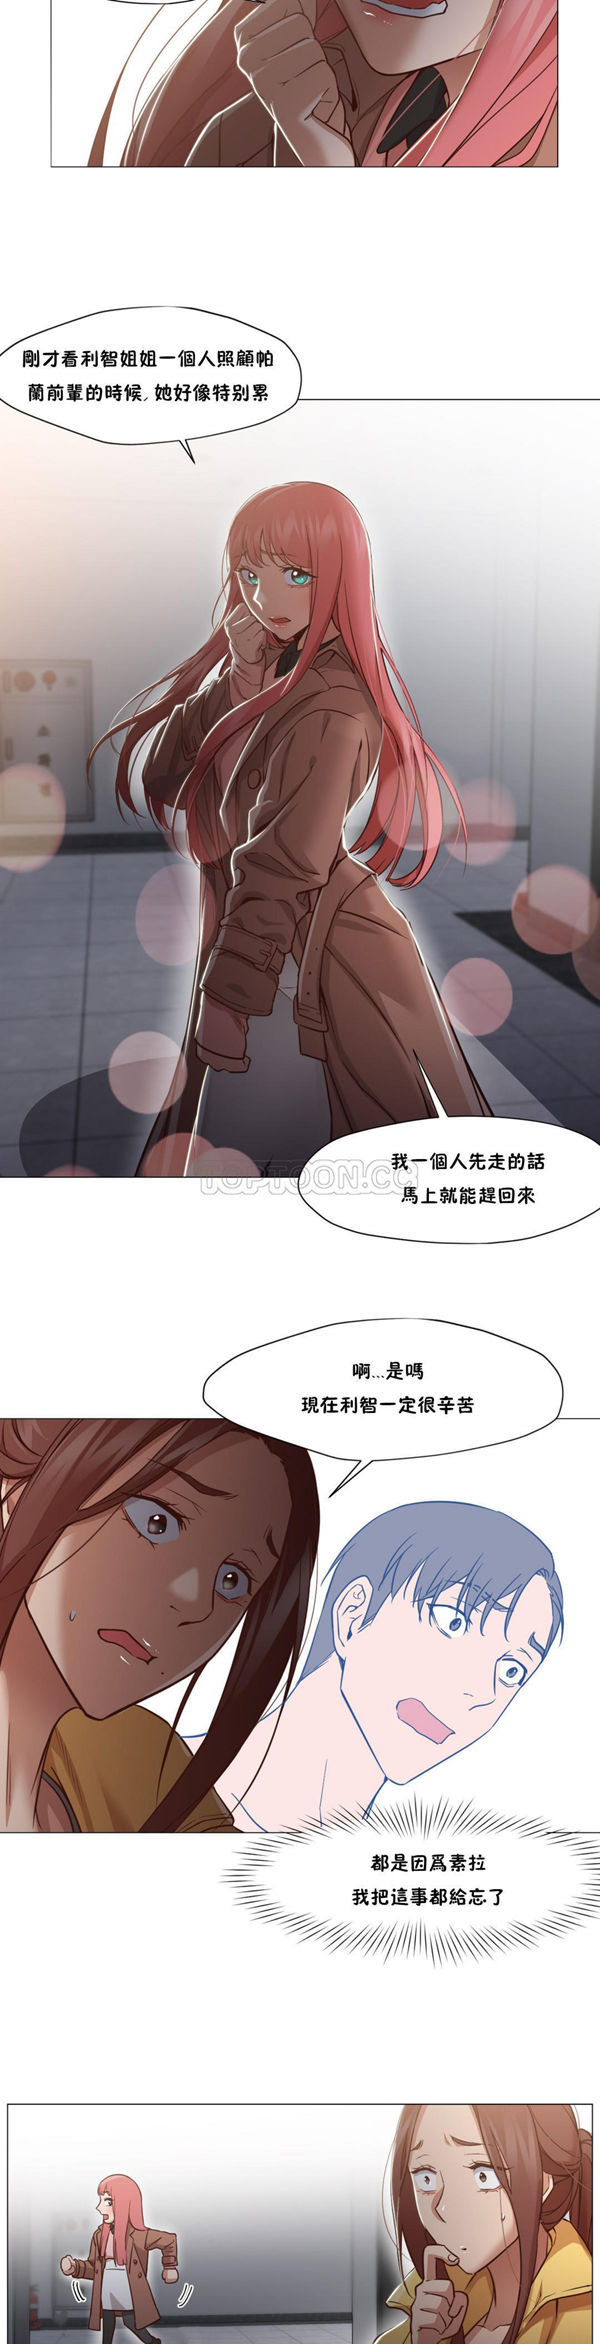 剛才看利智姐姐一個人照顧帕
蘭前輩的時候, 她好像特別累
TOPTOON.CC
我一個人先走的話
馬上就能趕回來
啊...是嗎
現在利智一定很辛苦
都是因爲素拉
我把這事都給忘了